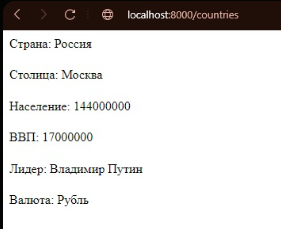 localhost:8000/countries
Страна: Россия
Столица: Москва
Население: 144000000
ВВП: 17000000
Лидер: Владимир Путин
Валюта: Рубль